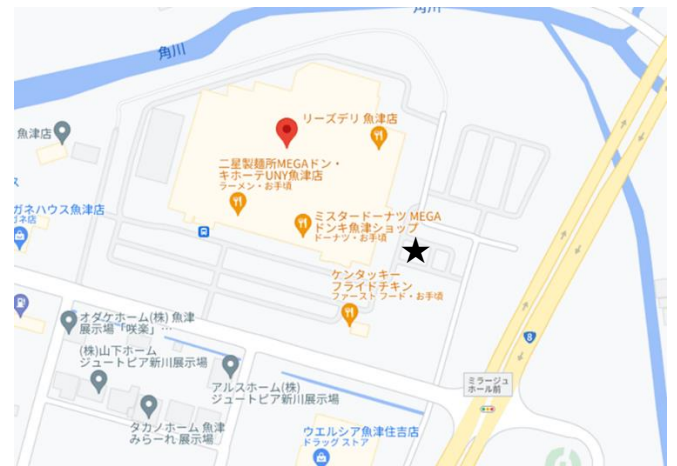 角川
角川
リーズデリ 魚津店
魚津店
二星製麺所MEGAドン・
キホーテUNY魚津店
ラーメン・お手頃
ガネハウス魚津店
ガネ店
ミスタードーナツ MEGA
ドンキ魚津ショップ
ドーナツ・お手頃
ケンタッキー
フライドチキン
ファースト フード・お手頃
オダケホーム(株) 魚津
展示場「咲楽」…
8
(株)山下ホーム
ジュートピア新川展示場
ミラージュ
ホール前
アルスホーム(株)
ジュートピア新川展示場
タカノホーム 魚津
みらーれ 展示場
ウエルシア魚津住吉店
ドラッグ ストア